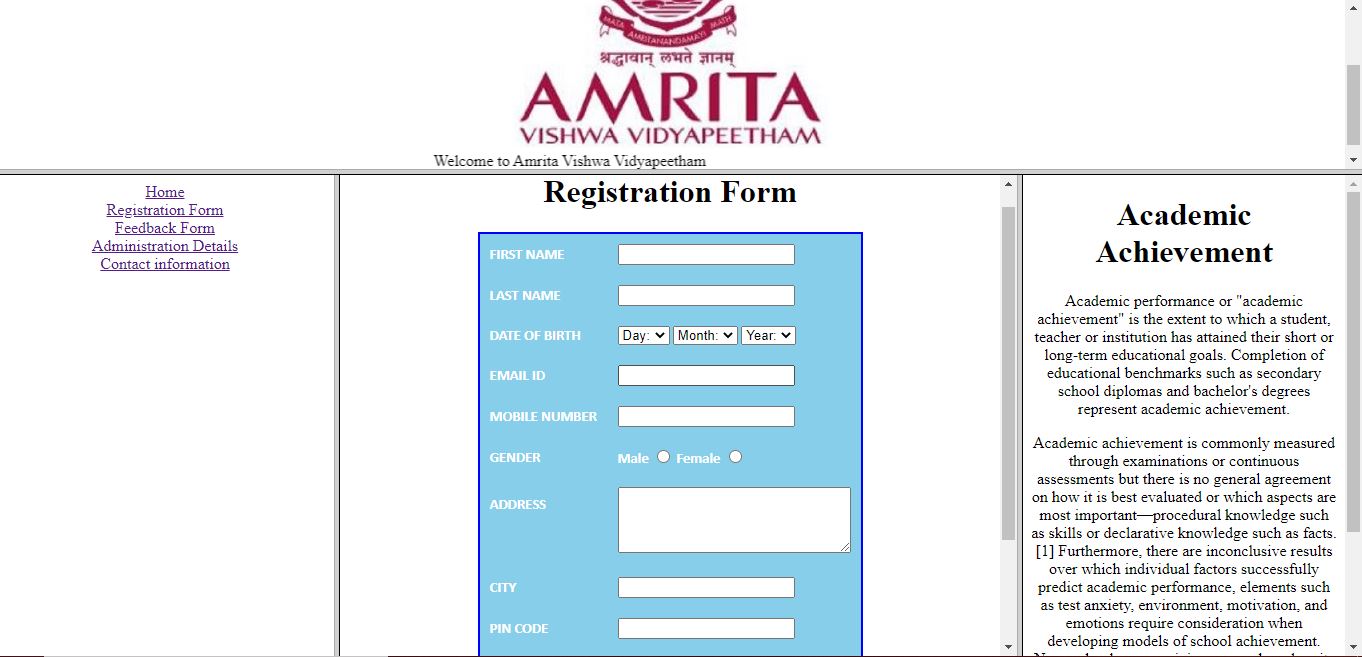 MATA AMRITANANDAMAYI MATH
श्रद्धावान् लभते ज्ञानम्
AMRITA
VISHWA VIDYAPEETHAM
Welcome to Amrita Vishwa Vidyapeetham
Home
Registration Form
Feedback Form
Administration Details
Contact information
Registration Form
FIRST NAME
LAST NAME
DATE OF BIRTH Day: Month: Year:
EMAIL ID
MOBILE NUMBER
GENDER Male Female
ADDRESS
CITY
PIN CODE
Academic
Achievement
Academic performance or "academic
achievement" is the extent to which a student,
teacher or institution has attained their short or
long-term educational goals. Completion of
educational benchmarks such as secondary
school diplomas and bachelor's degrees
represent academic achievement.
Academic achievement is commonly measured
through examinations or continuous
assessments but there is no general agreement
on how it is best evaluated or which aspects are
most important—procedural knowledge such
as skills or declarative knowledge such as facts.
[1] Furthermore, there are inconclusive results
over which individual factors successfully
predict academic performance, elements such
as test anxiety, environment, motivation, and
emotions require consideration when
developing models of school achievement.